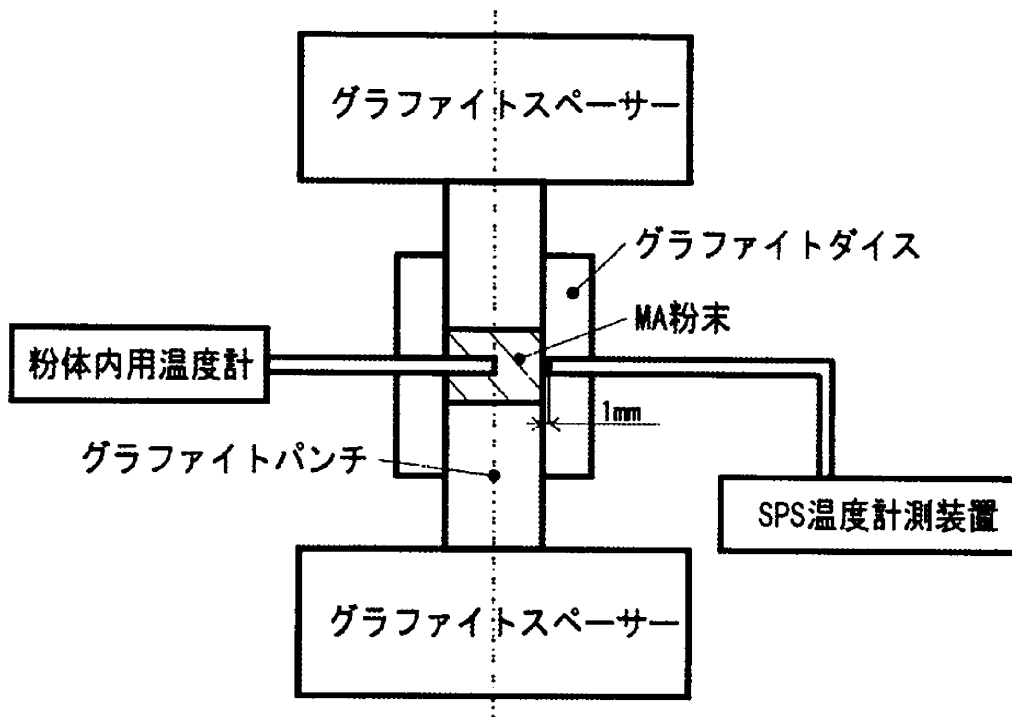 グラファイトスペーサー
グラファイトダイス
MA粉末
粉体内用温度計
1mm
グラファイトパンチ
SPS温度計測装置
グラファイトスペーサー